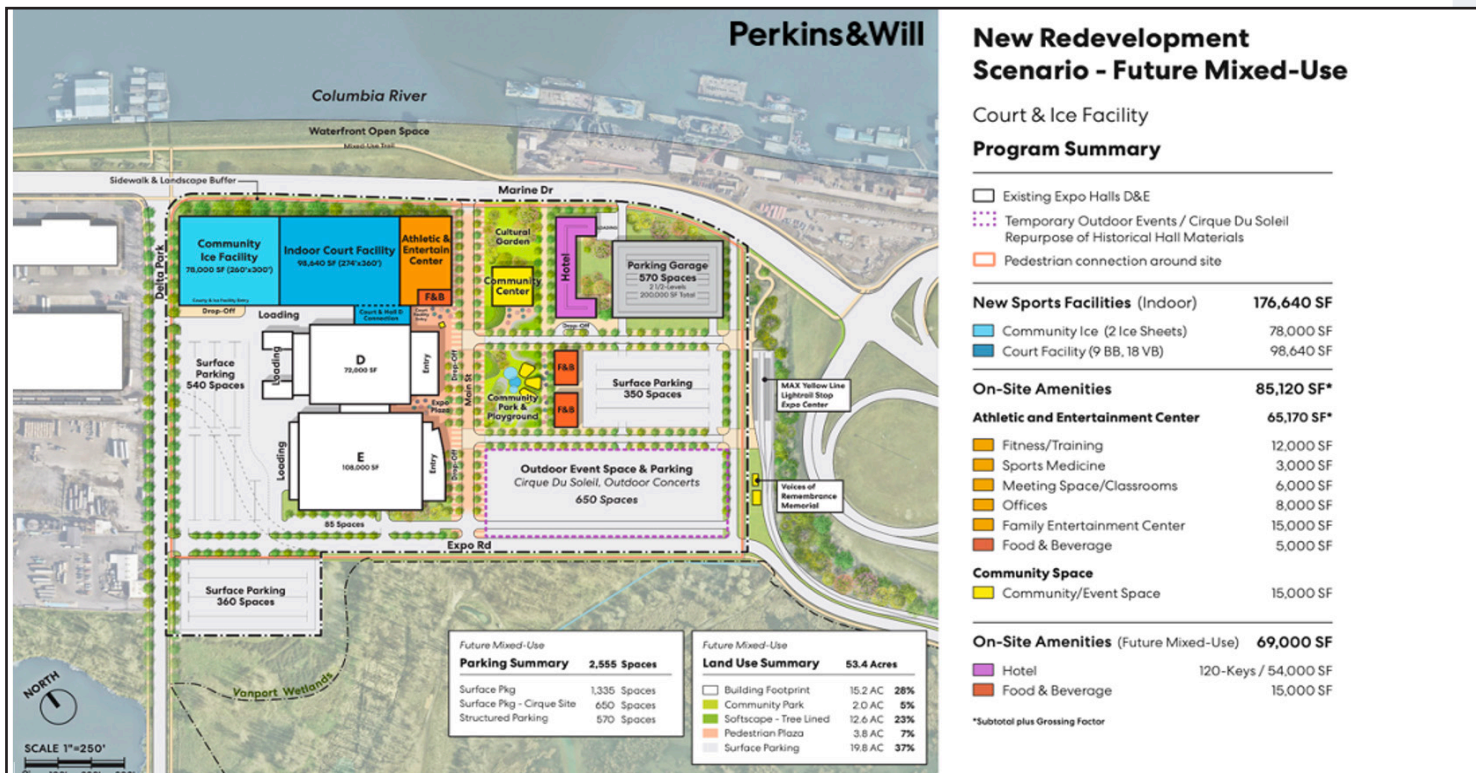 Perkins&Will
Columbia River
Waterfront Open Space
Mixed-Use Trail
Sidewalk & Landscape Buffer
Marine Dr
Delta Park
Community
Ice Facility
78,000 SF (260'x300')
Indoor Court Facility
98,640 SF (274'x360')
Athletic &
Entertain
Center
F&B
Cultural
Garden
Community
Center
Hotel
LOADING
Parking Garage
570 Spaces
2 1/2-Levels
200,000 SF Total
County & Ice Facility Entry
Drop-Off
Loading
Court & Hall D
Connection
Court
Facility
Entry
Drop-Off
Surface
Parking
540 Spaces
Loading
D
72,000 SF
Entry
Drop-Off
Main St
Expo
Plaza
Community
Park &
Playground
F&B
F&B
Surface Parking
350 Spaces
MAX Yellow Line
Lightrail Stop
Expo Center
Loading
E
108,000 SF
Entry
Drop-Off
Outdoor Event Space & Parking
Cirque Du Soleil, Outdoor Concerts
650 Spaces
Voices of
Remembrance
Memorial
85 Spaces
Expo Rd
Surface Parking
360 Spaces
Vanport Wetlands
NORTH
SCALE 1"=250'
Future Mixed-Use
Parking Summary 2,555 Spaces
Surface Pkg 1,335 Spaces
Surface Pkg - Cirque Site 650 Spaces
Structured Parking 570 Spaces
Future Mixed-Use
Land Use Summary 53.4 Acres
Building Footprint 15.2 AC 28%
Community Park 2.0 AC 5%
Softscape - Tree Lined 12.6 AC 23%
Pedestrian Plaza 3.8 AC 7%
Surface Parking 19.8 AC 37%
New Redevelopment
Scenario - Future Mixed-Use
Court & Ice Facility
Program Summary
Existing Expo Halls D&E
Temporary Outdoor Events / Cirque Du Soleil
Repurpose of Historical Hall Materials
Pedestrian connection around site
New Sports Facilities (Indoor) 176,640 SF
Community Ice (2 Ice Sheets) 78,000 SF
Court Facility (9 BB, 18 VB) 98,640 SF
On-Site Amenities 85,120 SF*
Athletic and Entertainment Center 65,170 SF*
Fitness/Training 12,000 SF
Sports Medicine 3,000 SF
Meeting Space/Classrooms 6,000 SF
Offices 8,000 SF
Family Entertainment Center 15,000 SF
Food & Beverage 5,000 SF
Community Space
Community/Event Space 15,000 SF
On-Site Amenities (Future Mixed-Use) 69,000 SF
Hotel 120-Keys / 54,000 SF
Food & Beverage 15,000 SF
*Subtotal plus Grossing Factor